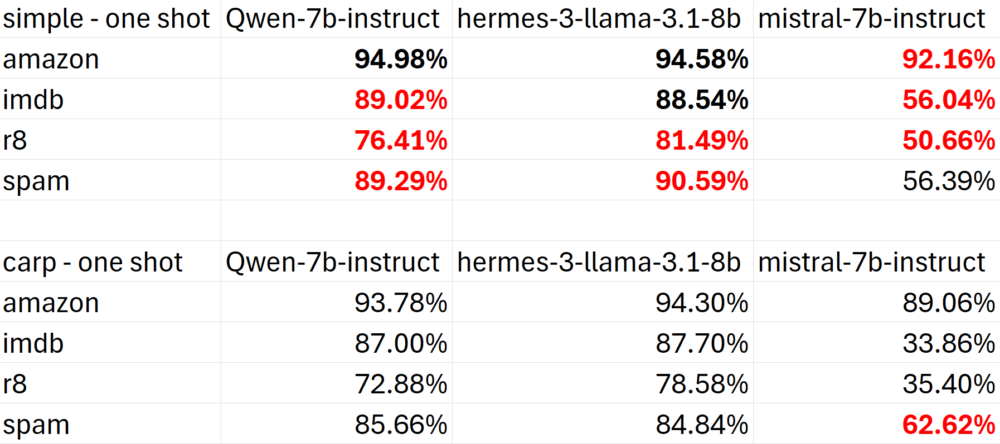 simple - one shot Qwen-7b-instruct hermes-3-llama-3.1-8b mistral-7b-instruct
amazon 94.98% 94.58% 92.16%
imdb 89.02% 88.54% 56.04%
r8 76.41% 81.49% 50.66%
spam 89.29% 90.59% 56.39%
carp - one shot Qwen-7b-instruct hermes-3-llama-3.1-8b mistral-7b-instruct
amazon 93.78% 94.30% 89.06%
imdb 87.00% 87.70% 33.86%
r8 72.88% 78.58% 35.40%
spam 85.66% 84.84% 62.62%